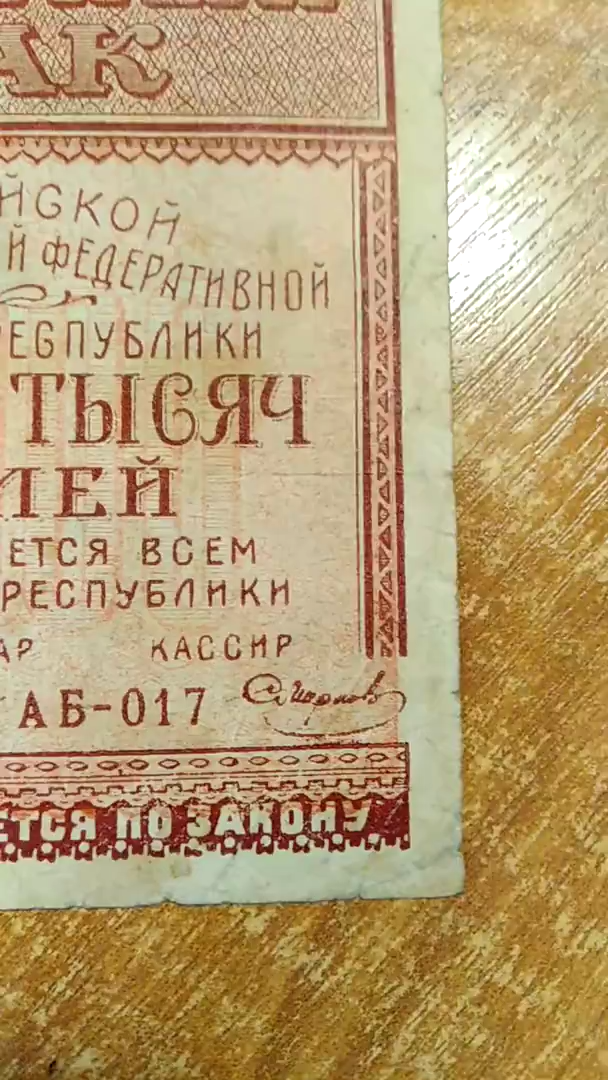 АК
ЙСКОЙ
Й ФЕДЕРАТИВНОЙ
РЕСПУБЛИКИ
ТЫСЯЧ
ЛЕЙ
ЕТСЯ ВСЕМ
РЕСПУБЛИКИ
АР КАССИР
АБ-017
ЕТСЯ ПО ЗАКОНУ.